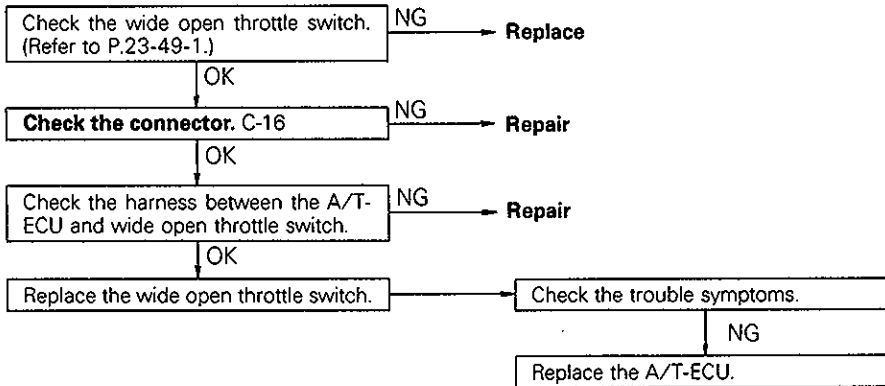 Check the wide open throttle switch.
(Refer to P.23-49-1.)
NG
Replace
OK
Check the connector. C-16
NG
Repair
OK
Check the harness between the A/T-
ECU and wide open throttle switch.
NG
Repair
OK
Replace the wide open throttle switch.
Check the trouble symptoms.
NG
Replace the A/T-ECU.